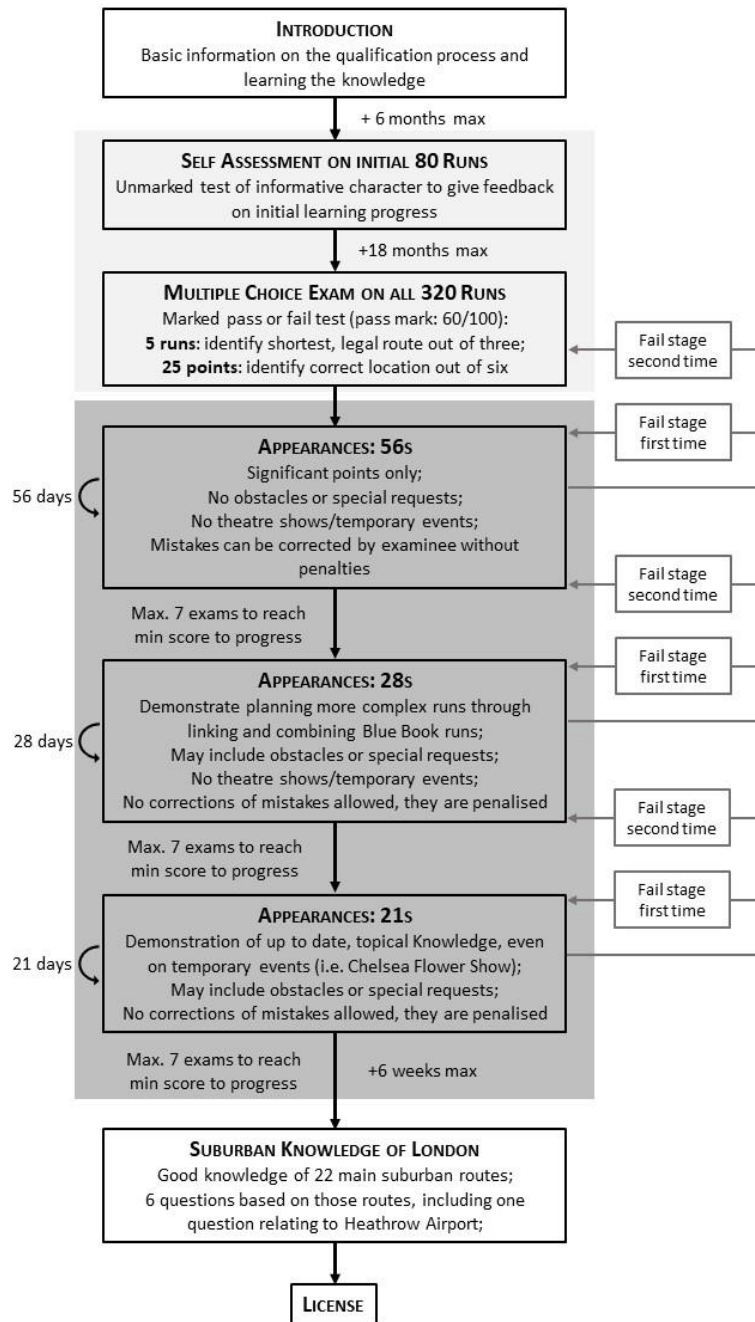 INTRODUCTION
Basic information on the qualification process and
learning the knowledge
+ 6 months max
SELF ASSESSMENT ON INITIAL 80 RUNS
Unmarked test of informative character to give feedback
on initial learning progress
+18 months max
MULTIPLE CHOICE EXAM ON ALL 320 RUNS
Marked pass or fail test (pass mark: 60/100):
5 runs: identify shortest, legal route out of three;
25 points: identify correct location out of six
Fail stage
second time
Fail stage
first time
APPEARANCES: 56S
Significant points only;
No obstacles or special requests;
No theatre shows/temporary events;
Mistakes can be corrected by examinee without
penalties
56 days
Fail stage
second time
Max. 7 exams to reach
min score to progress
Fail stage
first time
APPEARANCES: 28S
Demonstrate planning more complex runs through
linking and combining Blue Book runs;
May include obstacles or special requests;
No theatre shows/temporary events;
No corrections of mistakes allowed, they are penalised
28 days
Fail stage
second time
Max. 7 exams to reach
min score to progress
Fail stage
first time
APPEARANCES: 21S
Demonstration of up to date, topical Knowledge, even
on temporary events (i.e. Chelsea Flower Show);
May include obstacles or special requests;
No corrections of mistakes allowed, they are penalised
21 days
Max. 7 exams to reach
min score to progress
+6 weeks max
SUBURBAN KNOWLEDGE OF LONDON
Good knowledge of 22 main suburban routes;
6 questions based on those routes, including one
question relating to Heathrow Airport;
LICENSE